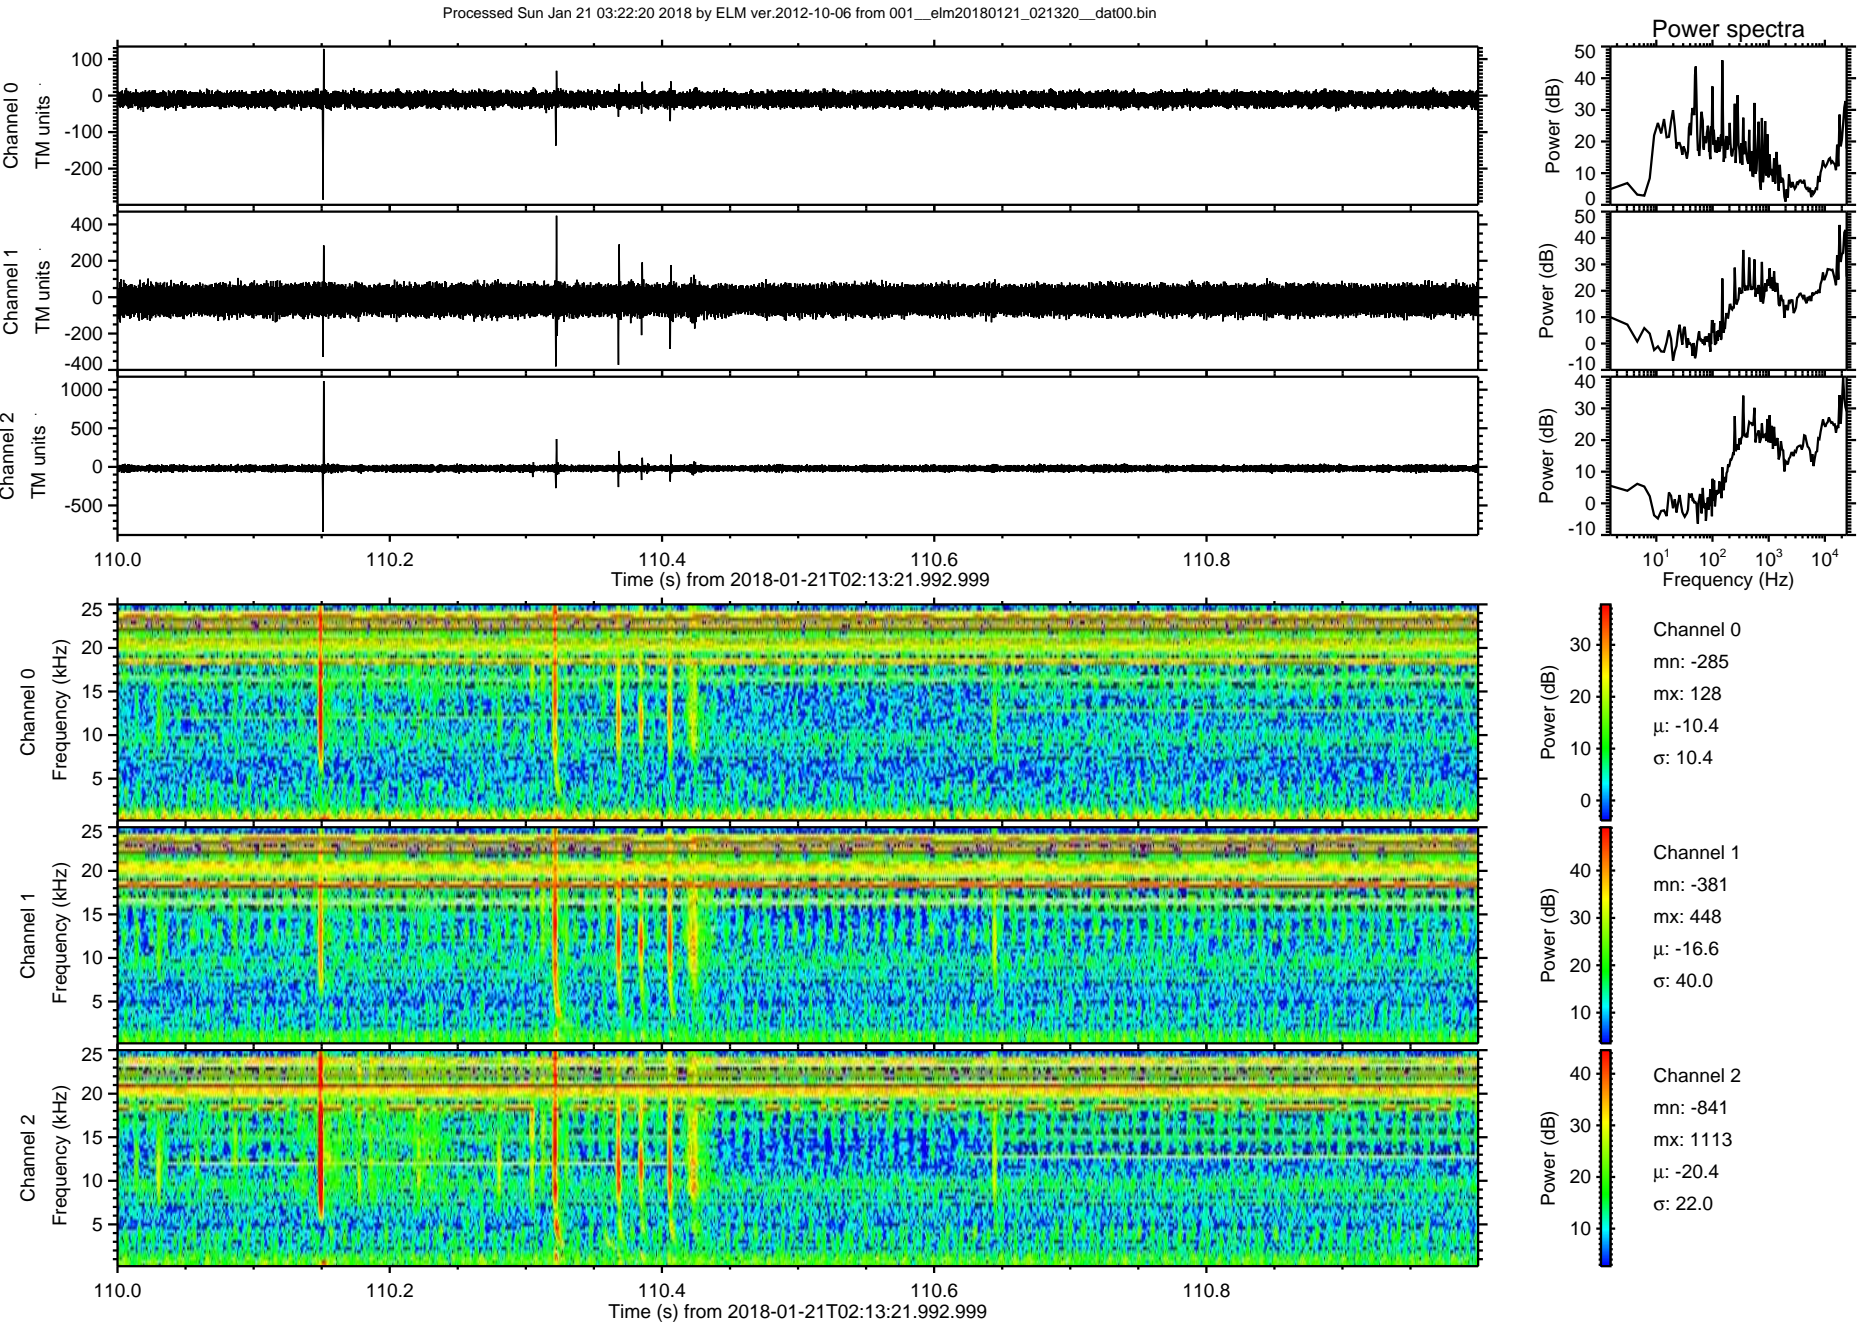 Processed Sun Jan 21 03:22:20 2018 by ELM ver.2012-10-06 from 001__elm20180121_021320__dat00.bin
Power spectra
Channel 0
TM units
100
0
-100
-200
Power (dB)
50
40
30
20
10
0
Channel 1
TM units
400
200
0
-200
-400
Power (dB)
50
40
30
20
10
0
-10
Channel 2
TM units
1000
500
0
-500
Power (dB)
40
30
20
10
0
-10
110.0 110.2 110.4 110.6 110.8
Time (s) from 2018-01-21T02:13:21.992.999
10^1 10^2 10^3 10^4
Frequency (Hz)
Channel 0
Frequency (kHz)
25
20
15
10
5
Power (dB)
30
20
10
0
Channel 0
mn: -285
mx: 128
μ: -10.4
σ: 10.4
Channel 1
Frequency (kHz)
25
20
15
10
5
Power (dB)
40
30
20
10
Channel 1
mn: -381
mx: 448
μ: -16.6
σ: 40.0
Channel 2
Frequency (kHz)
25
20
15
10
5
Power (dB)
40
30
20
10
Channel 2
mn: -841
mx: 1113
μ: -20.4
σ: 22.0
110.0 110.2 110.4 110.6 110.8
Time (s) from 2018-01-21T02:13:21.992.999